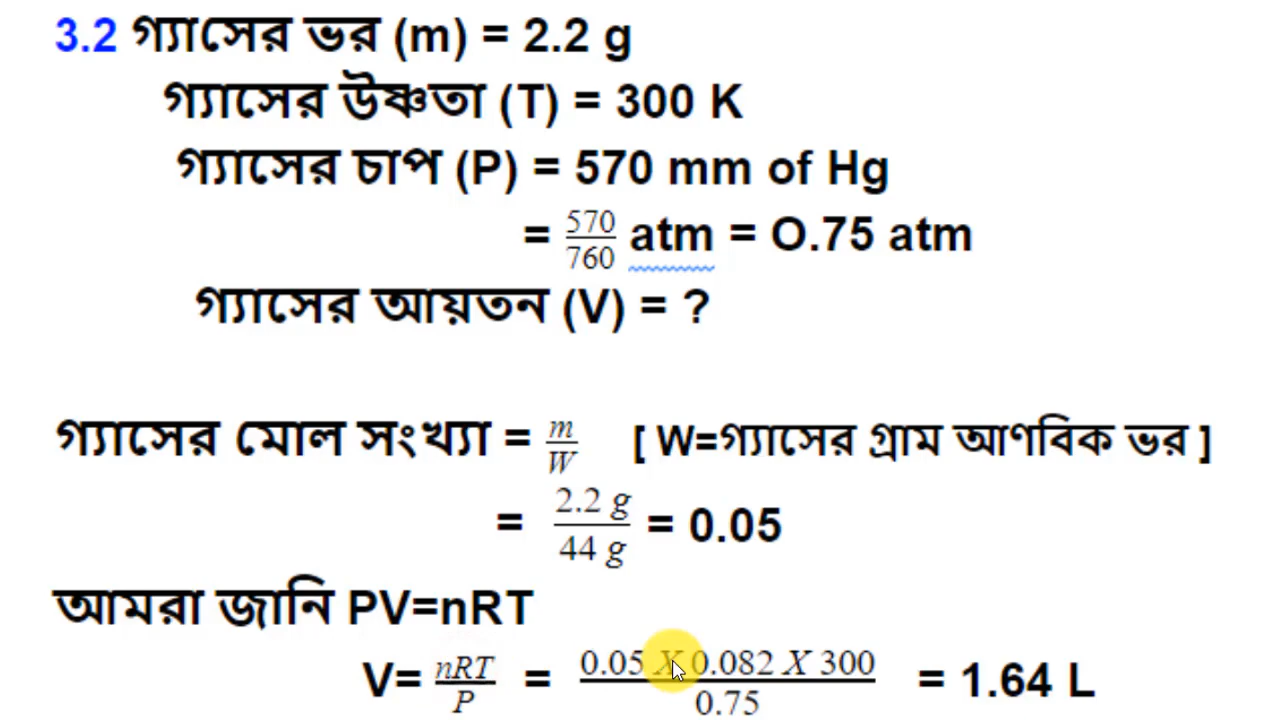 3.2 গ্যাসের ভর (m) = 2.2 g
গ্যাসের উষ্ণতা (T) = 300 K
গ্যাসের চাপ (P) = 570 mm of Hg
= 570/760 atm = O.75 atm
গ্যাসের আয়তন (V) = ?
গ্যাসের মোল সংখ্যা = m/W [ W=গ্যাসের গ্রাম আণবিক ভর ]
= 2.2 g/44 g = 0.05
আমরা জানি PV=nRT
V= nRT/P = 0.05 X 0.082 X 300/0.75 = 1.64 L